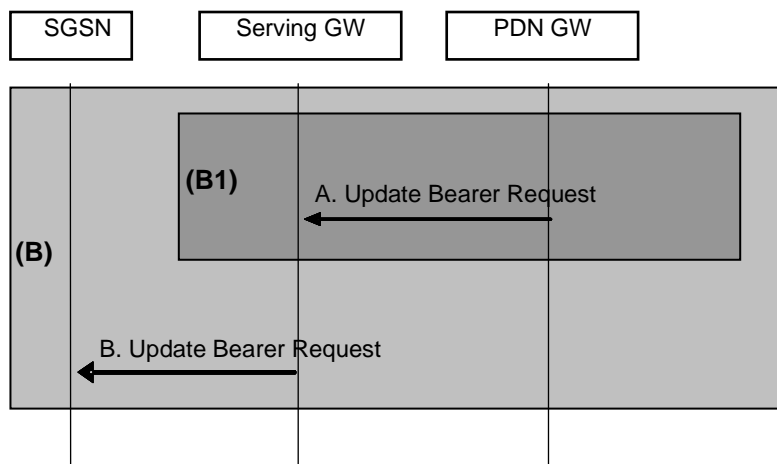 SGSN
Serving GW
PDN GW
(B1)
A. Update Bearer Request
(B)
B. Update Bearer Request